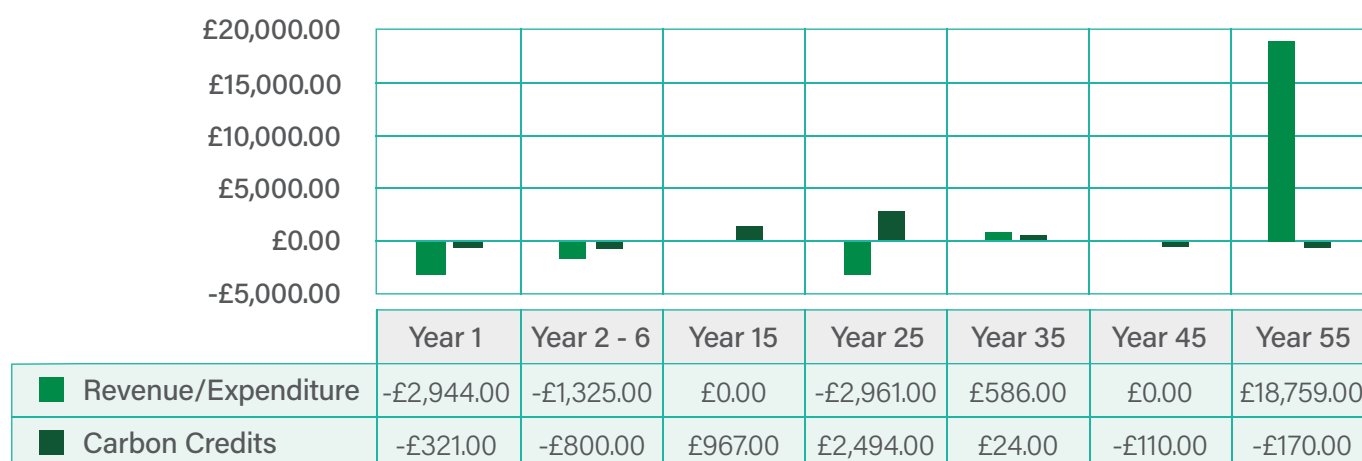 £20,000.00
£15,000.00
£10,000.00
£5,000.00
£0.00
-£5,000.00
Year 1 Year 2 - 6 Year 15 Year 25 Year 35 Year 45 Year 55
Revenue/Expenditure -£2,944.00 -£1,325.00 £0.00 -£2,961.00 £586.00 £0.00 £18,759.00
Carbon Credits -£321.00 -£800.00 £967.00 £2,494.00 £24.00 -£110.00 -£170.00